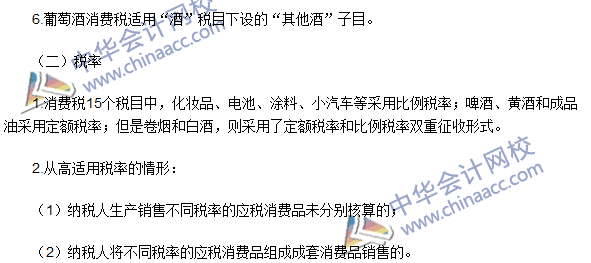 6.葡萄酒消费税适用“酒”税目下设的“其他酒”子目。
（二）税率
1.消费税15个税目中，化妆品、电池、涂料、小汽车等采用比例税率；啤酒、黄酒和成品
油采用定额税率；但是卷烟和白酒，则采用了定额税率和比例税率双重征收形式。
2.从高适用税率的情形：
（1）纳税人生产销售不同税率的应税消费品未分别核算的；
（2）纳税人将不同税率的应税消费品组成成套消费品销售的。
中华会计网校
www.chinaacc.com
中华会计网校
www.chinaacc.com